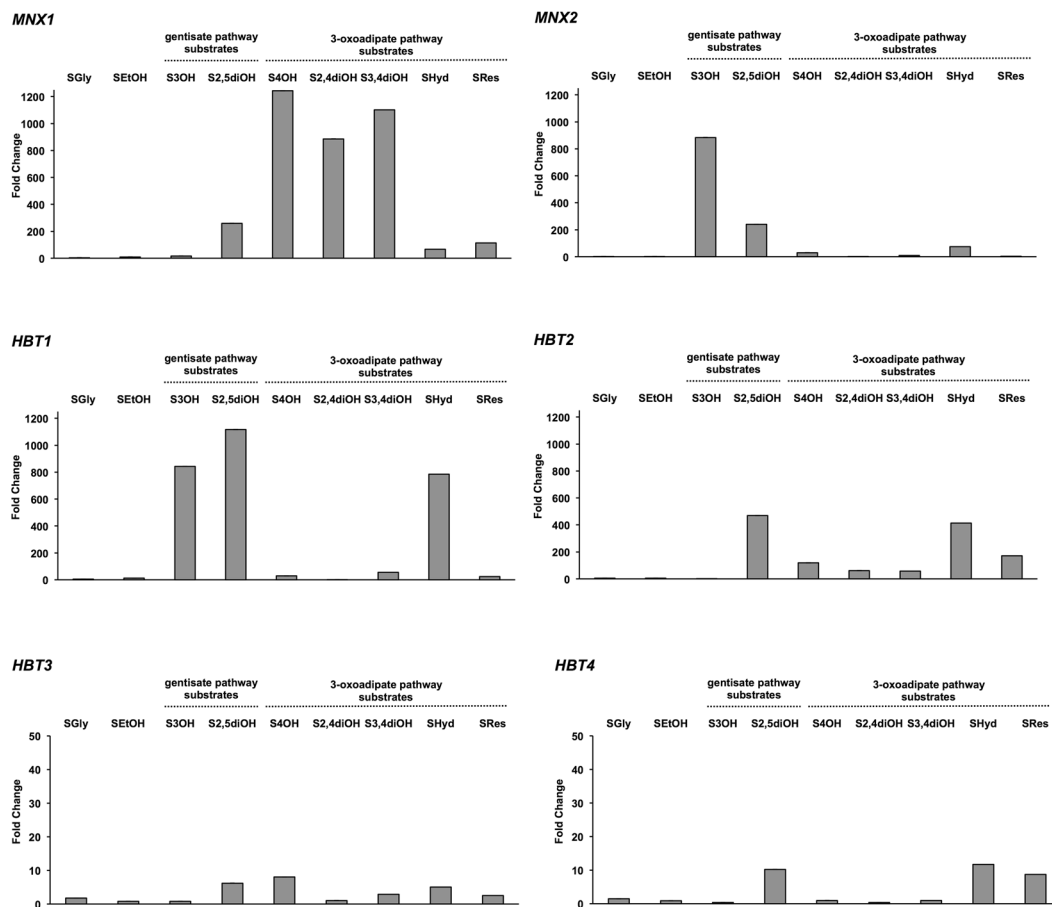 MNX1
gentisate pathway
substrates
3-oxoadipate pathway
substrates
SGly SEtOH S3OH S2,5diOH S4OH S2,4diOH S3,4diOH SHyd SRes
Fold Change
1200
1000
800
600
400
200
0
MNX2
gentisate pathway
substrates
3-oxoadipate pathway
substrates
SGly SEtOH S3OH S2,5diOH S4OH S2,4diOH S3,4diOH SHyd SRes
Fold Change
1200
1000
800
600
400
200
0
HBT1
gentisate pathway
substrates
3-oxoadipate pathway
substrates
SGly SEtOH S3OH S2,5diOH S4OH S2,4diOH S3,4diOH SHyd SRes
Fold Change
1200
1000
800
600
400
200
0
HBT2
gentisate pathway
substrates
3-oxoadipate pathway
substrates
SGly SEtOH S3OH S2,5diOH S4OH S2,4diOH S3,4diOH SHyd SRes
Fold Change
1200
1000
800
600
400
200
0
HBT3
gentisate pathway
substrates
3-oxoadipate pathway
substrates
SGly SEtOH S3OH S2,5diOH S4OH S2,4diOH S3,4diOH SHyd SRes
Fold Change
50
40
30
20
10
0
HBT4
gentisate pathway
substrates
3-oxoadipate pathway
substrates
SGly SEtOH S3OH S2,5diOH S4OH S2,4diOH S3,4diOH SHyd SRes
Fold Change
50
40
30
20
10
0